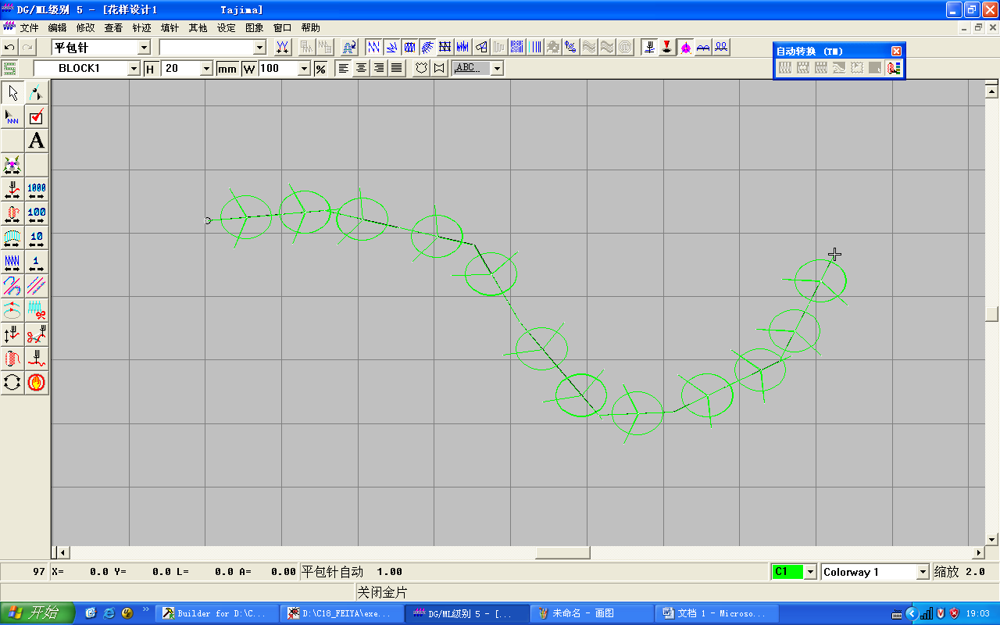 DG/ML级别 5 - [花样设计1 Tajima]
文件 编辑 修改 查看 针迹 填针 其他 设定 图象 窗口 帮助
平包针
自动转换 (TM)
BLOCK1 H 20 mm W 100 % ABC...
A
1000
100
10
1
97 X= 0.0 Y= 0.0 L= 0.0 A= 0.00 平包针自动 1.00 C1 Colorway 1 缩放 2.0
关闭金片
开始 Builder for D:\C... D:\C18_FEIYA\exe... DG/ML级别 5 - [... 未命名 - 画图 文档 1 - Microso... 19:03